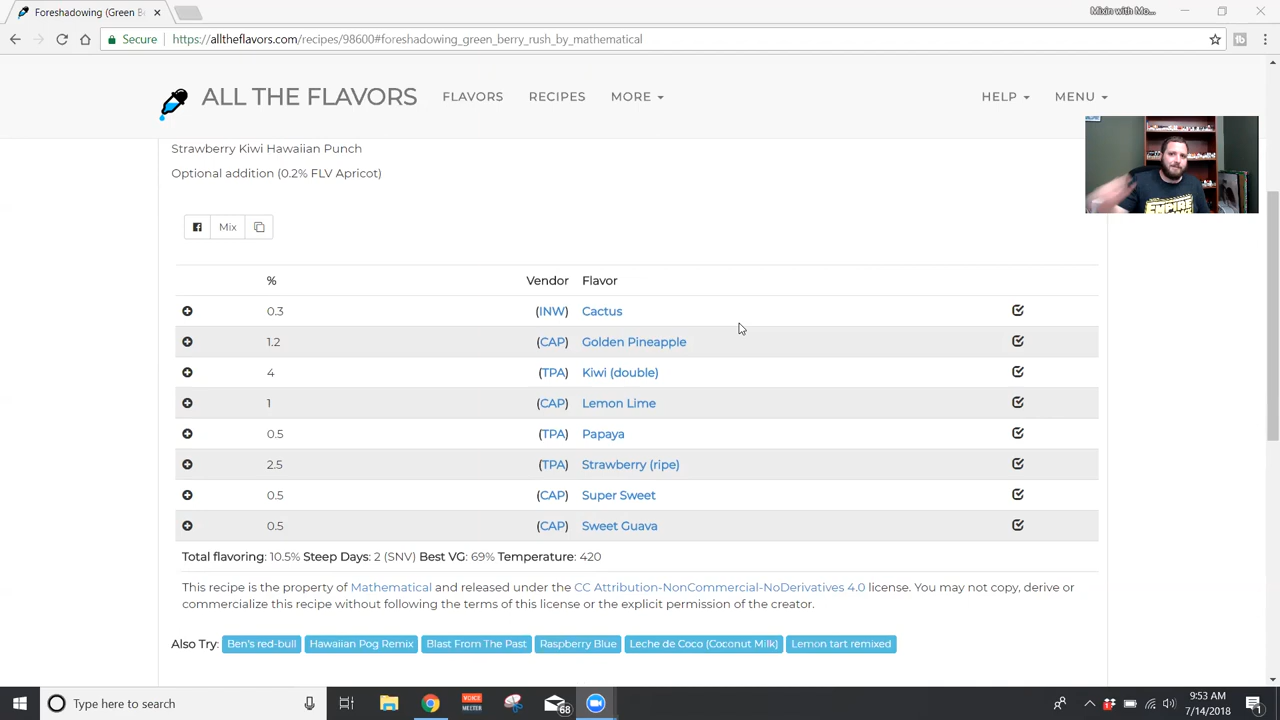 Foreshadowing (Green Be
Mixin with Mo...
Secure
https://alltheflavors.com/recipes/98600#foreshadowing_green_berry_rush_by_mathematical
ALL THE FLAVORS
FLAVORS
RECIPES
MORE
HELP
MENU
Strawberry Kiwi Hawaiian Punch
Optional addition (0.2% FLV Apricot)
Mix
% Vendor Flavor
0.3 (INW) Cactus
1.2 (CAP) Golden Pineapple
4 (TPA) Kiwi (double)
1 (CAP) Lemon Lime
0.5 (TPA) Papaya
2.5 (TPA) Strawberry (ripe)
0.5 (CAP) Super Sweet
0.5 (CAP) Sweet Guava
Total flavoring: 10.5% Steep Days: 2 (SNV) Best VG: 69% Temperature: 420
This recipe is the property of Mathematical and released under the CC Attribution-NonCommercial-NoDerivatives 4.0 license. You may not copy, derive or
commercialize this recipe without following the terms of this license or the explicit permission of the creator.
Also Try: Ben's red-bull Hawaiian Pog Remix Blast From The Past Raspberry Blue Leche de Coco (Coconut Milk) Lemon tart remixed
Type here to search
VOICE
MEETER
68
9:53 AM
7/14/2018
1